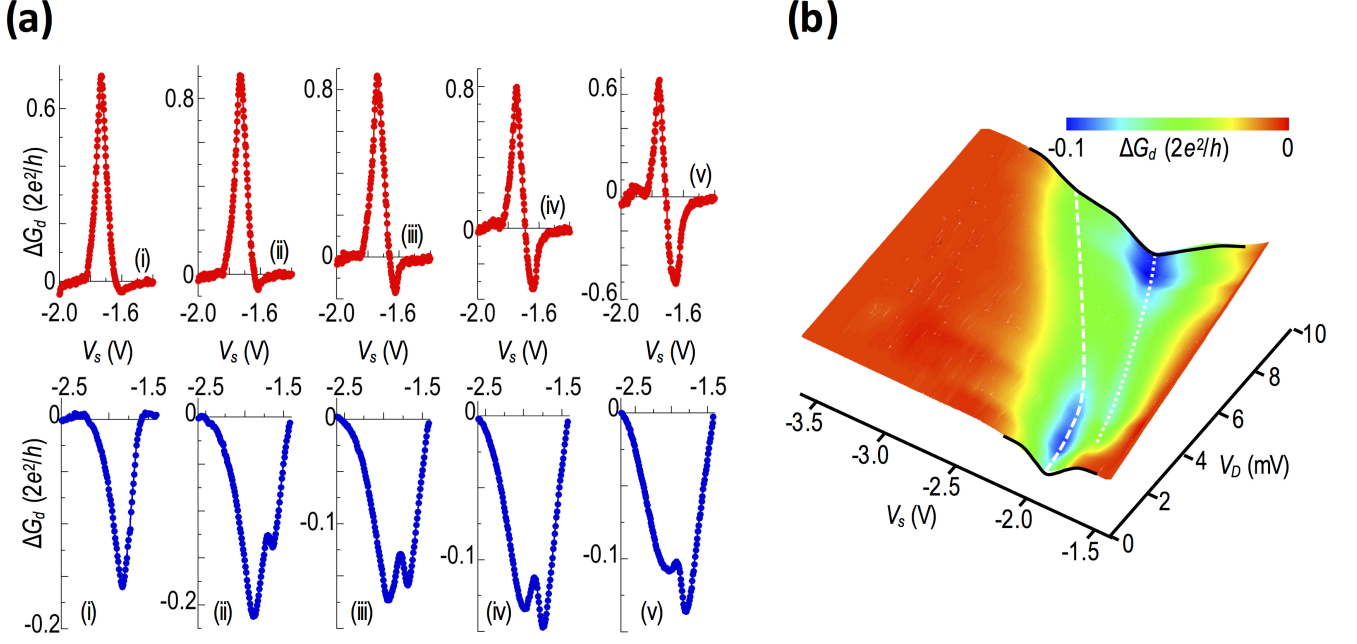 (a)
ΔG_d (2e²/h)
0.6
0
(i)
-2.0 -1.6
V_s (V)
0.8
0
(ii)
-2.0 -1.6
V_s (V)
0.8
0
(iii)
-2.0 -1.6
V_s (V)
0.8
0
(iv)
-2.0 -1.6
V_s (V)
0.6
0
-0.6
(v)
-2.0 -1.6
V_s (V)
-2.5 -1.5
ΔG_d (2e²/h)
0
-0.2
(i)
-2.5 -1.5
0
-0.2
(ii)
-2.5 -1.5
0
-0.1
(iii)
-2.5 -1.5
0
-0.1
(iv)
-2.5 -1.5
0
-0.1
(v)
(b)
-0.1 ΔG_d (2e²/h) 0
-3.5
-3.0
-2.5
-2.0
-1.5
V_s (V)
10
8
6
4
2
0
V_D (mV)